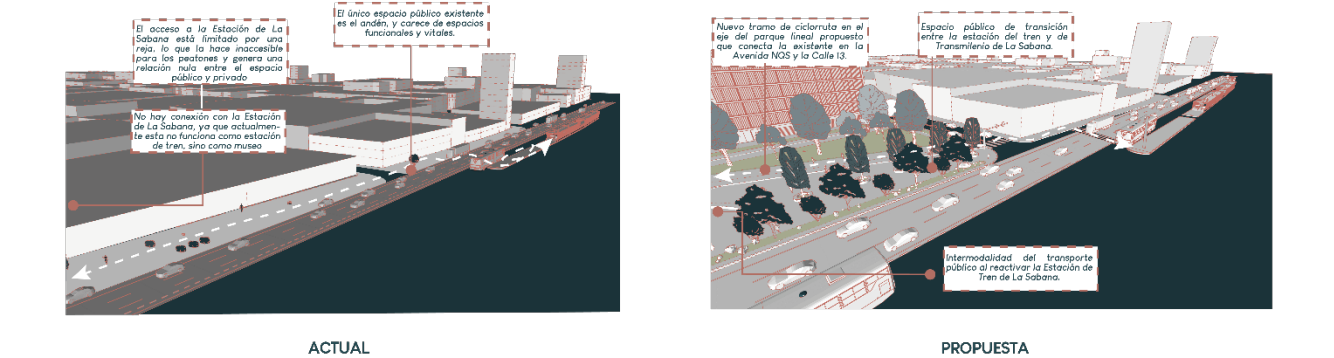 El acceso a la Estación de La
Sabana está limitado por una
reja, lo que la hace inaccesible
para los peatones y genera una
relación nula entre el espacio
público y privado
El único espacio público existente
es el andén, y carece de espacios
funcionales y vitales.
No hay conexión con la Estación
de La Sabana, ya que actualmen-
te esta no funciona como estación
de tren, sino como museo
ACTUAL
Nuevo tramo de ciclorruta en el
eje del parque lineal propuesto
que conecta la existente en la
Avenida NQS y la Calle 13.
Espacio público de transición
entre la estación del tren y de
Transmilenio de La Sabana.
Intermodalidad del transporte
público al reactivar la Estación de
Tren de La Sabana.
PROPUESTA